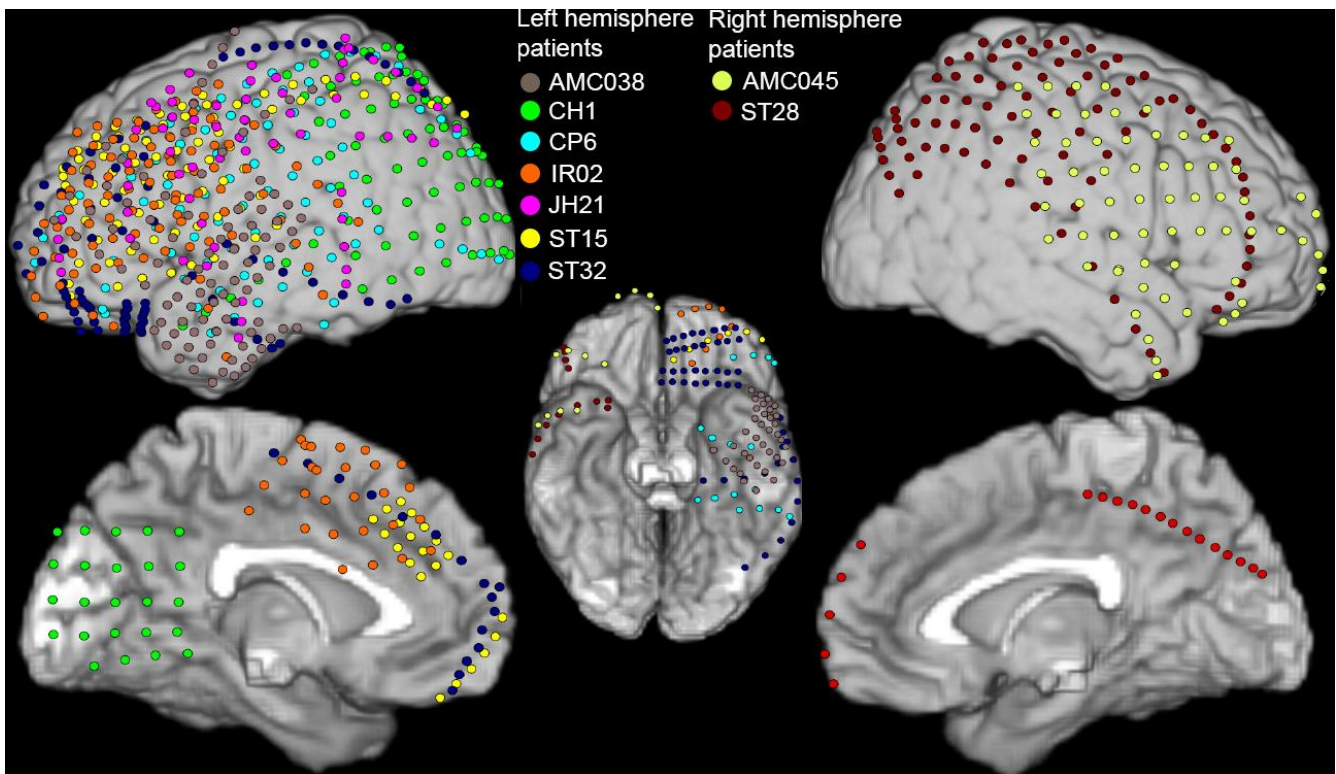 Left hemisphere
patients
AMC038
CH1
CP6
IR02
JH21
ST15
ST32
Right hemisphere
patients
AMC045
ST28